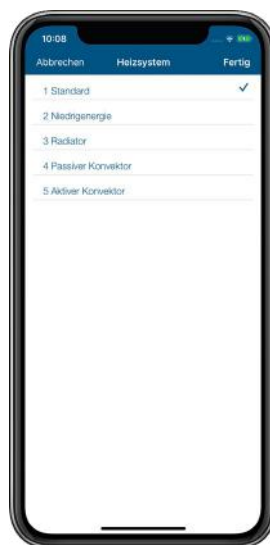 10:08
Abbrechen Heizsystem Fertig
1 Standard
2 Niedrigenergie
3 Radiator
4 Passiver Konvektor
5 Aktiver Konvektor